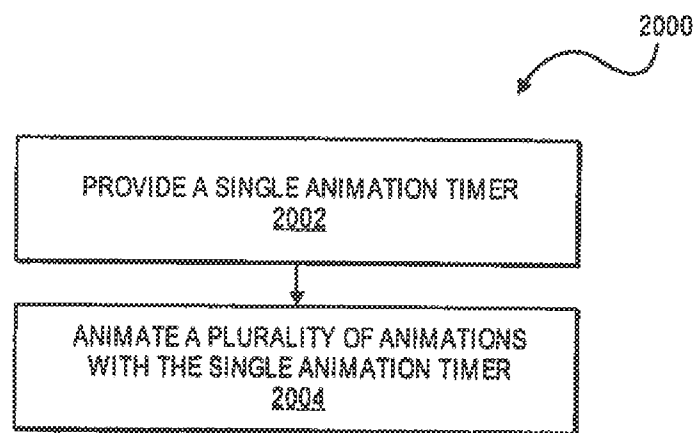 2000
PROVIDE A SINGLE ANIMATION TIMER
2002
ANIMATE A PLURALITY OF ANIMATIONS
WITH THE SINGLE ANIMATION TIMER
2004